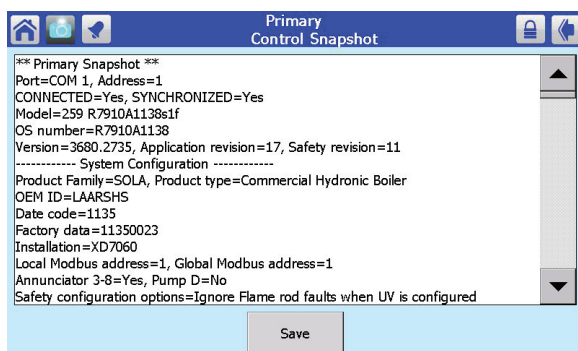 Primary
Control Snapshot
** Primary Snapshot **
Port=COM 1, Address=1
CONNECTED=Yes, SYNCHRONIZED=Yes
Model=259 R7910A1138s1f
OS number=R7910A1138
Version=3680.2735, Application revision=17, Safety revision=11
------------ System Configuration ------------
Product Family=SOLA, Product type=Commercial Hydronic Boiler
OEM ID=LAARSHS
Date code=1135
Factory data=11350023
Installation=XD7060
Local Modbus address=1, Global Modbus address=1
Annunciator 3-8=Yes, Pump D=No
Safety configuration options=Ignore Flame rod faults when UV is configured
Save